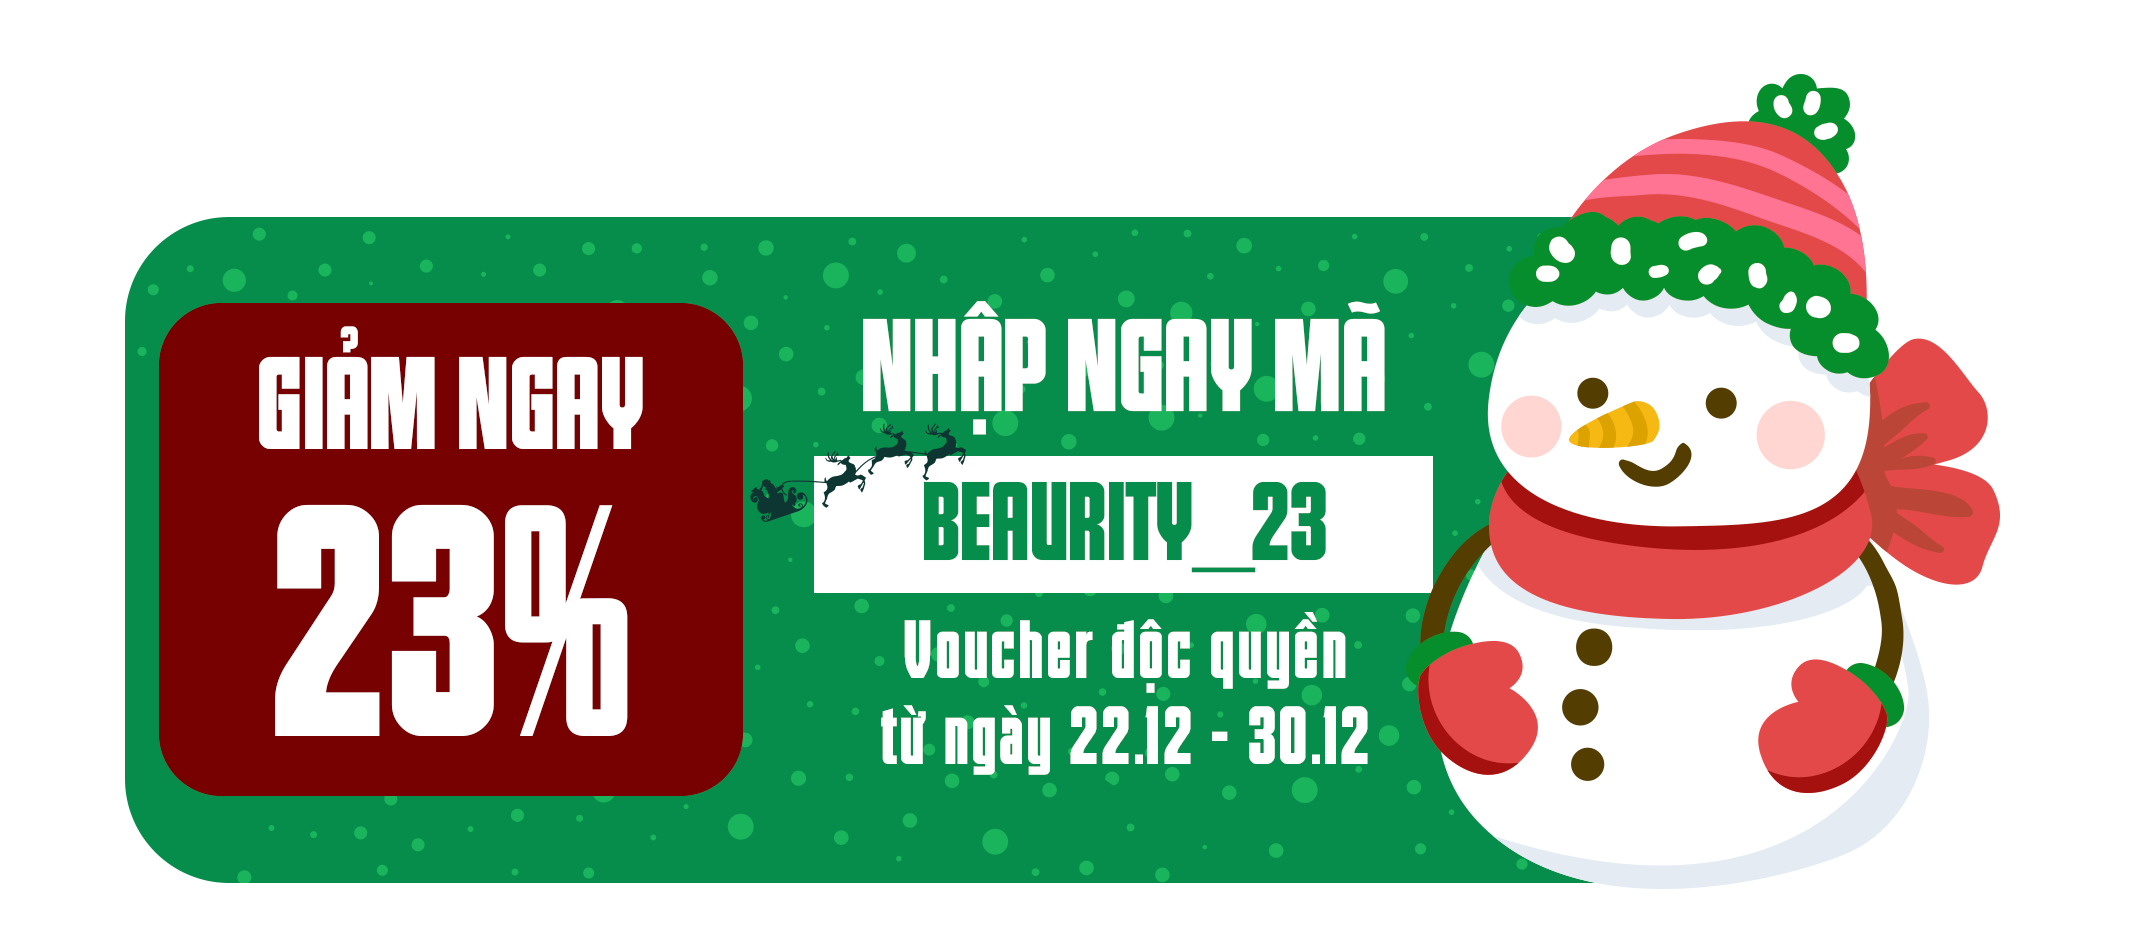 GIẢM NGAY
23%
NHẬP NGAY MÃ
BEAURITY_23
Voucher độc quyền
từ ngày 22.12 - 30.12